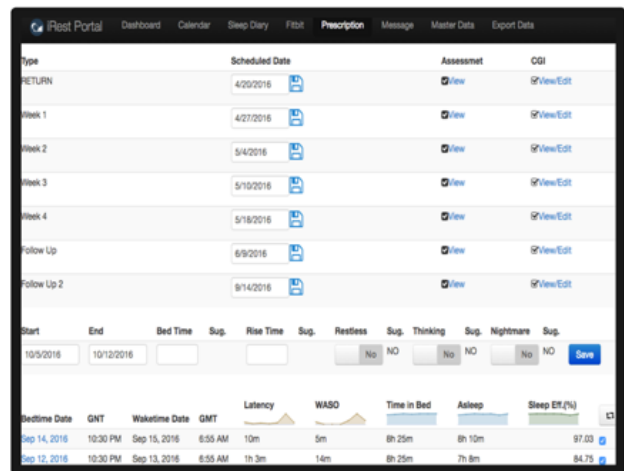 iRest Portal Dashboard Calendar Sleep Diary Fitbit Prescription Message Master Data Export Data
Type Scheduled Date Assessmet CGI
RETURN 4/20/2016 View View/Edit
Week 1 4/27/2016 View View/Edit
Week 2 5/4/2016 View View/Edit
Week 3 5/10/2016 View View/Edit
Week 4 5/18/2016 View View/Edit
Follow Up 6/9/2016 View View/Edit
Follow Up 2 9/14/2016 View View/Edit
Start End Bed Time Sug. Rise Time Sug. Restless Sug. Thinking Sug. Nightmare Sug.
10/5/2016 10/12/2016 No NO No NO No NO Save
Bedtime Date GNT Waketime Date GMT Latency WASO Time in Bed Asleep Sleep Eff.(%)
Sep 14, 2016 10:30 PM Sep 15, 2016 6:55 AM 10m 5m 8h 25m 8h 10m 97.03
Sep 12, 2016 10:30 PM Sep 13, 2016 6:55 AM 1h 3m 14m 8h 25m 7h 8m 84.75